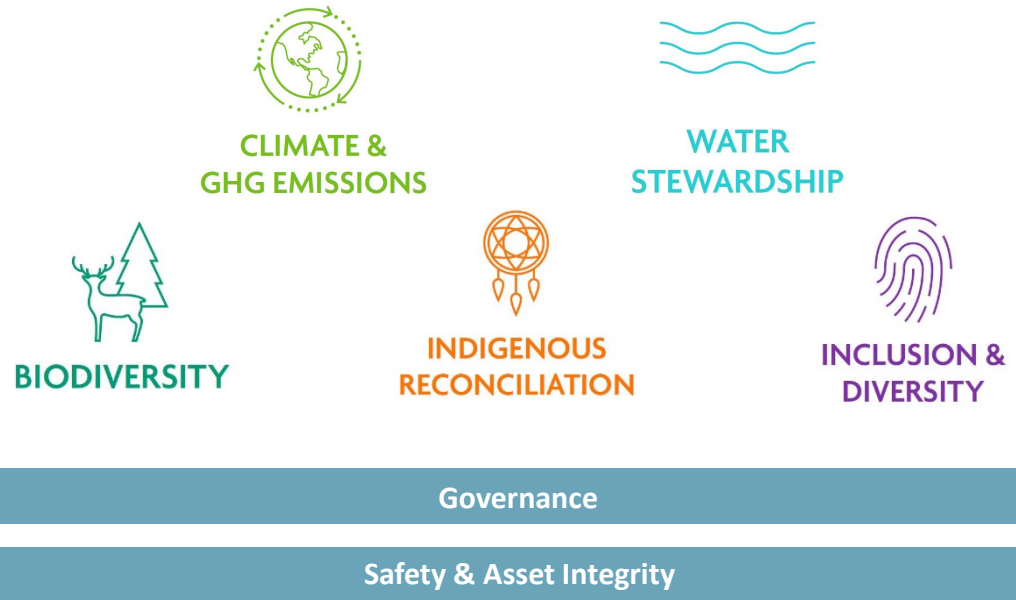 CLIMATE &
GHG EMISSIONS
WATER
STEWARDSHIP
BIODIVERSITY
INDIGENOUS
RECONCILIATION
INCLUSION &
DIVERSITY
Governance
Safety & Asset Integrity